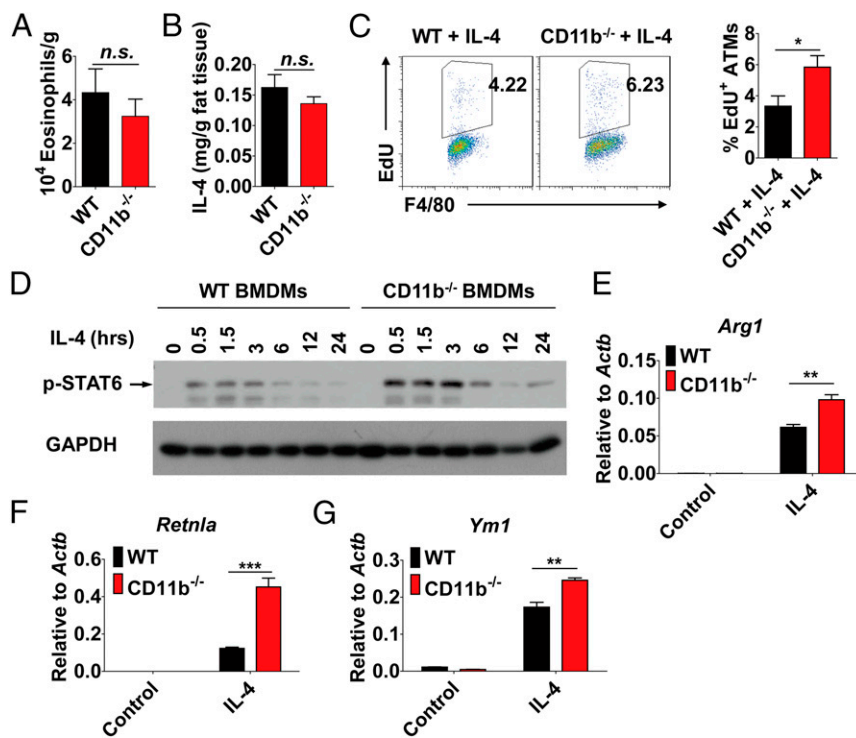 A
10⁴ Eosinophils/g
6
4
2
0
n.s.
WT
CD11b⁻/⁻
B
IL-4 (mg/g fat tissue)
0.20
0.15
0.10
0.05
0.00
n.s.
WT
CD11b⁻/⁻
C
WT + IL-4
CD11b⁻/⁻ + IL-4
4.22
6.23
EdU
F4/80
% EdU⁺ ATMs
8
6
4
2
0
*
WT + IL-4
CD11b⁻/⁻ + IL-4
D
WT BMDMs
CD11b⁻/⁻ BMDMs
IL-4 (hrs)
0 0.5 1.5 3 6 12 24 0 0.5 1.5 3 6 12 24
p-STAT6
GAPDH
E
Arg1
WT
CD11b⁻/⁻
Relative to Actb
0.15
0.10
0.05
0.00
**
Control
IL-4
F
Retnla
WT
CD11b⁻/⁻
Relative to Actb
0.6
0.4
0.2
0.0
***
Control
IL-4
G
Ym1
WT
CD11b⁻/⁻
Relative to Actb
0.3
0.2
0.1
0.0
**
Control
IL-4